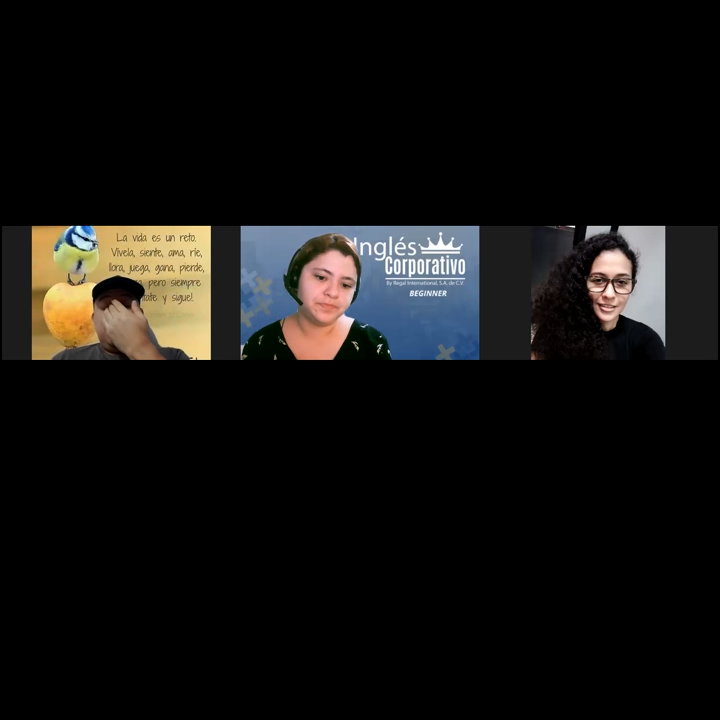 La vida es un reto.
Vívela, siente, ama, ríe,
llora, juega, gana, pierde,
pero siempre
y sigue!
Inglés
Corporativo
By Negal International, S.A. de C.V.
BEGINNER